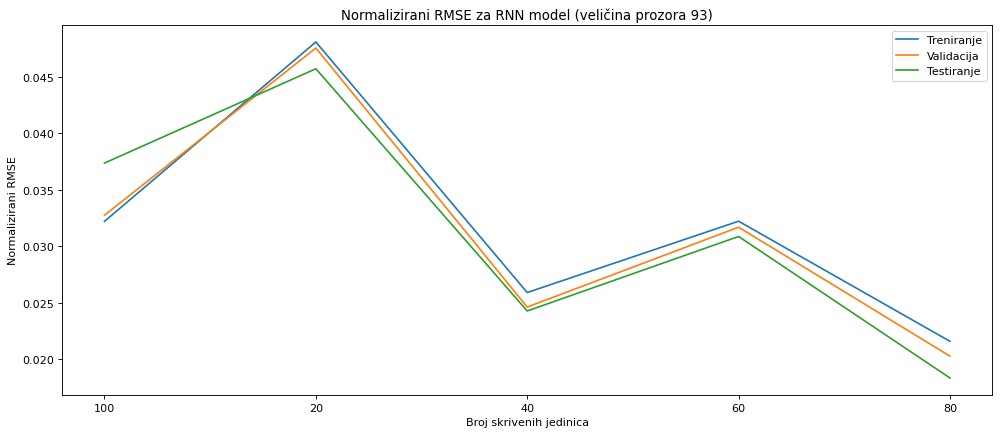 Normalizirani RMSE za RNN model (veličina prozora 93)
Treniranje
Validacija
Testiranje
Normalizirani RMSE
0.045
0.040
0.035
0.030
0.025
0.020
100 20 40 60 80
Broj skrivenih jedinica